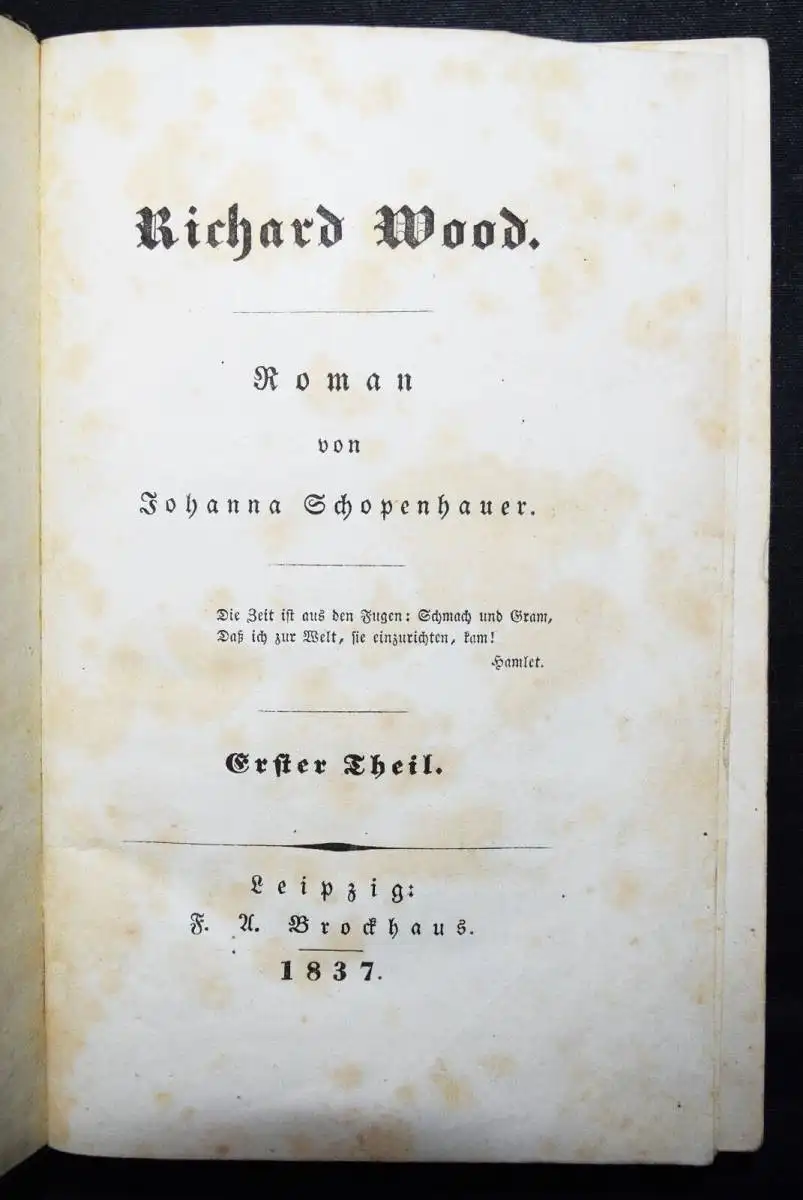 Richard Wood.
Roman
von
Johanna Schopenhauer.
Die Zeit iſt aus den Fugen: Schmach und Gram,
Daß ich zur Welt, ſie einzurichten, kam!
Hamlet.
Erſter Theil.
Leipzig:
F. A. Brockhaus.
1837.